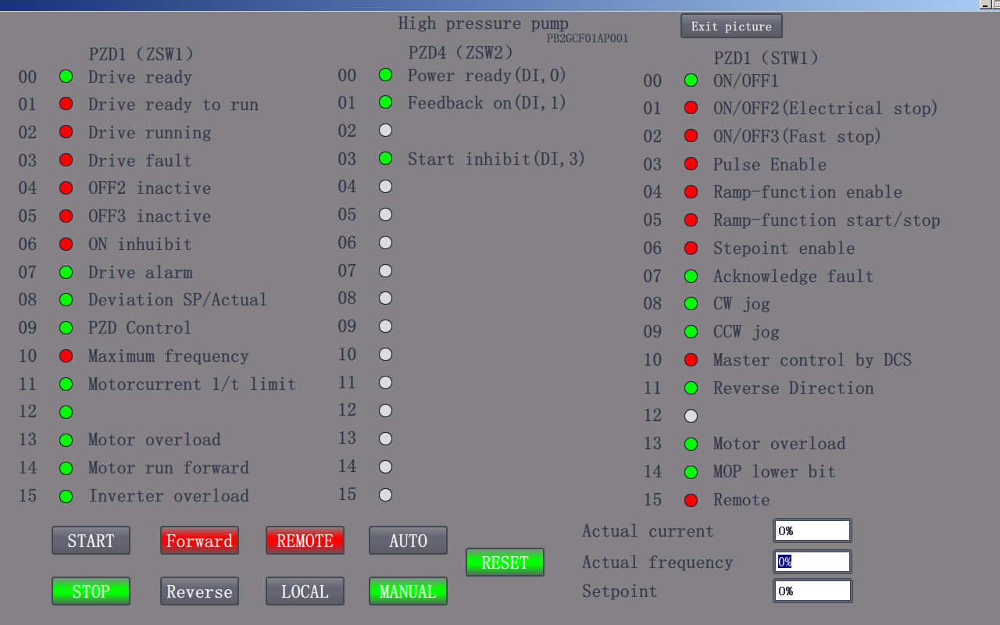 High pressure pump
PB2GCF01AP001
Exit picture
PZD1（ZSW1）
00 Drive ready
01 Drive ready to run
02 Drive running
03 Drive fault
04 OFF2 inactive
05 OFF3 inactive
06 ON inhuibit
07 Drive alarm
08 Deviation SP/Actual
09 PZD Control
10 Maximum frequency
11 Motorcurrent 1/t limit
12
13 Motor overload
14 Motor run forward
15 Inverter overload
PZD4（ZSW2）
00 Power ready(DI,0)
01 Feedback on(DI,1)
02
03 Start inhibit(DI,3)
04
05
06
07
08
09
10
11
12
13
14
15
PZD1（STW1）
00 ON/OFF1
01 ON/OFF2(Electrical stop)
02 ON/OFF3(Fast stop)
03 Pulse Enable
04 Ramp-function enable
05 Ramp-function start/stop
06 Stepoint enable
07 Acknowledge fault
08 CW jog
09 CCW jog
10 Master control by DCS
11 Reverse Direction
12
13 Motor overload
14 MOP lower bit
15 Remote
START Forward REMOTE AUTO
RESET
STOP Reverse LOCAL MANUAL
Actual current 0%
Actual frequency 0%
Setpoint 0%